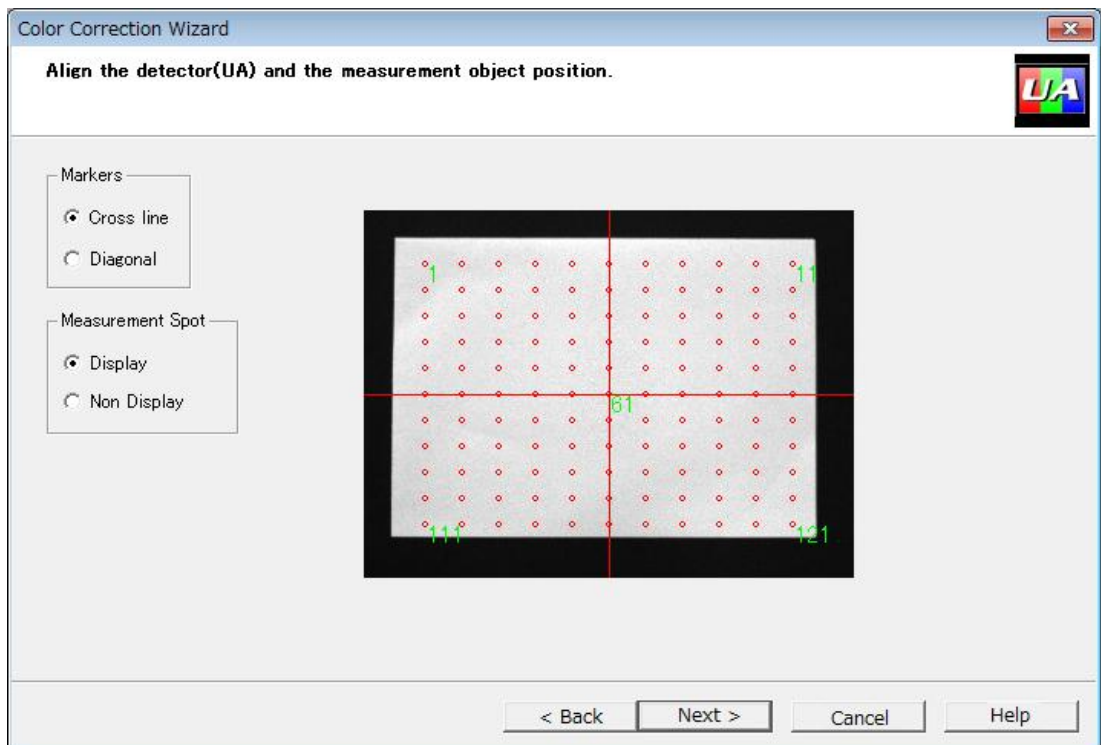 Color Correction Wizard
Align the detector(UA) and the measurement object position.
UA
Markers
Cross line
Diagonal
Measurement Spot
Display
Non Display
1
11
61
111
121
< Back
Next >
Cancel
Help